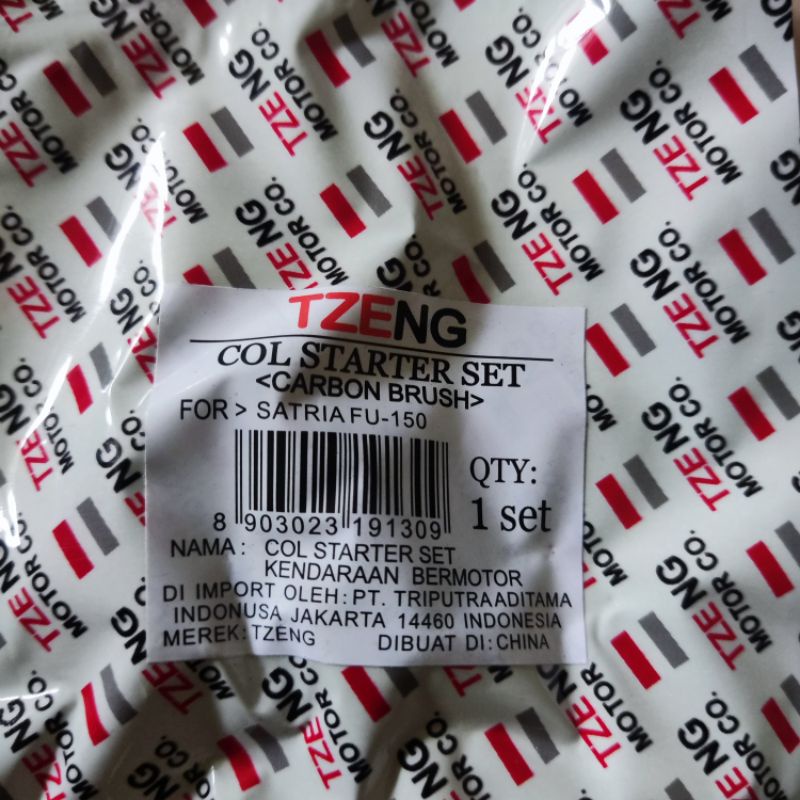 TZENG
COL STARTER SET
<CARBON BRUSH>
FOR > SATRIA FU-150
QTY:
1 set
8 903023 191309
NAMA: COL STARTER SET
KENDARAAN BERMOTOR
DI IMPORT OLEH: PT. TRIPUTRAADITAMA
INDONUSA JAKARTA 14460 INDONESIA
MEREK: TZENG DIBUAT DI: CHINA
TZENG
MOTOR CO.